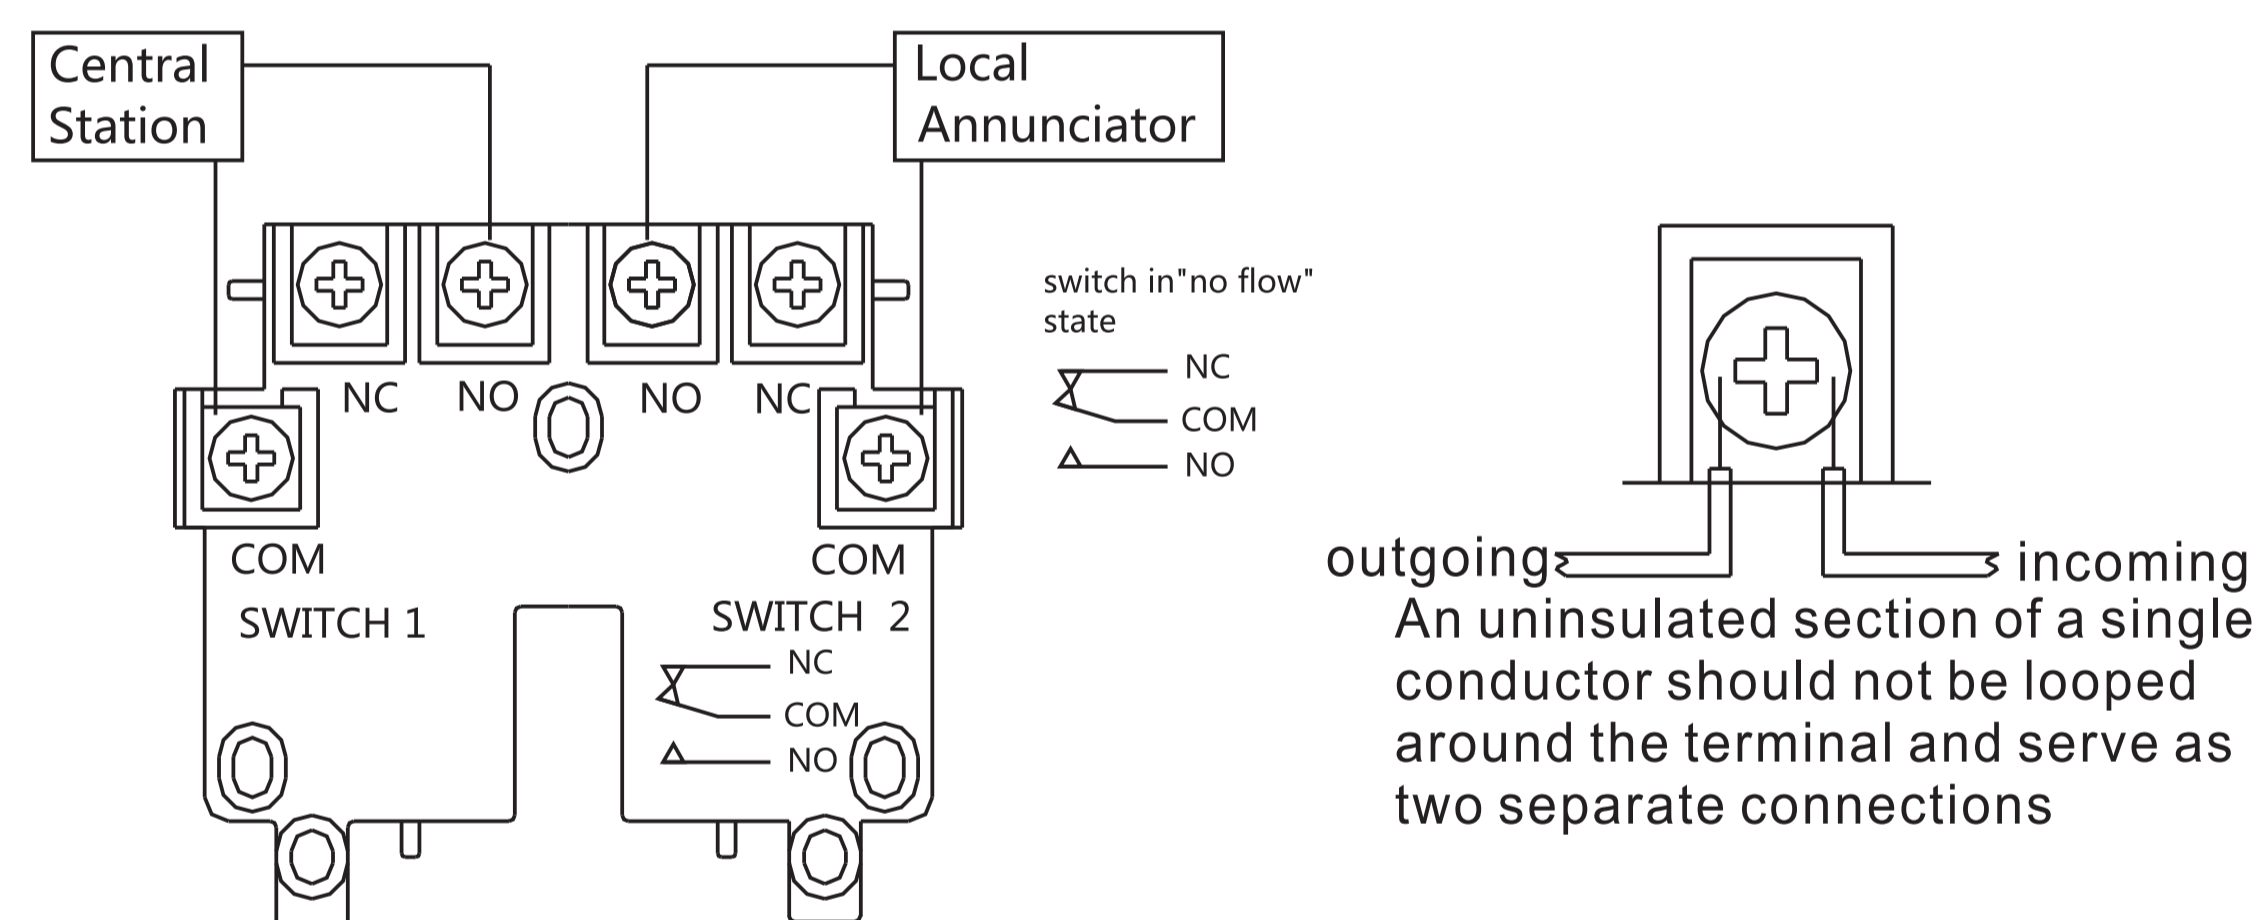 Central
Station
Local
Annunciator
NC
NO
NO
NC
COM
COM
SWITCH 1
SWITCH 2
NC
COM
NO
switch in"no flow"
state
NC
COM
NO
outgoing
incoming
An uninsulated section of a single
conductor should not be looped
around the terminal and serve as
two separate connections